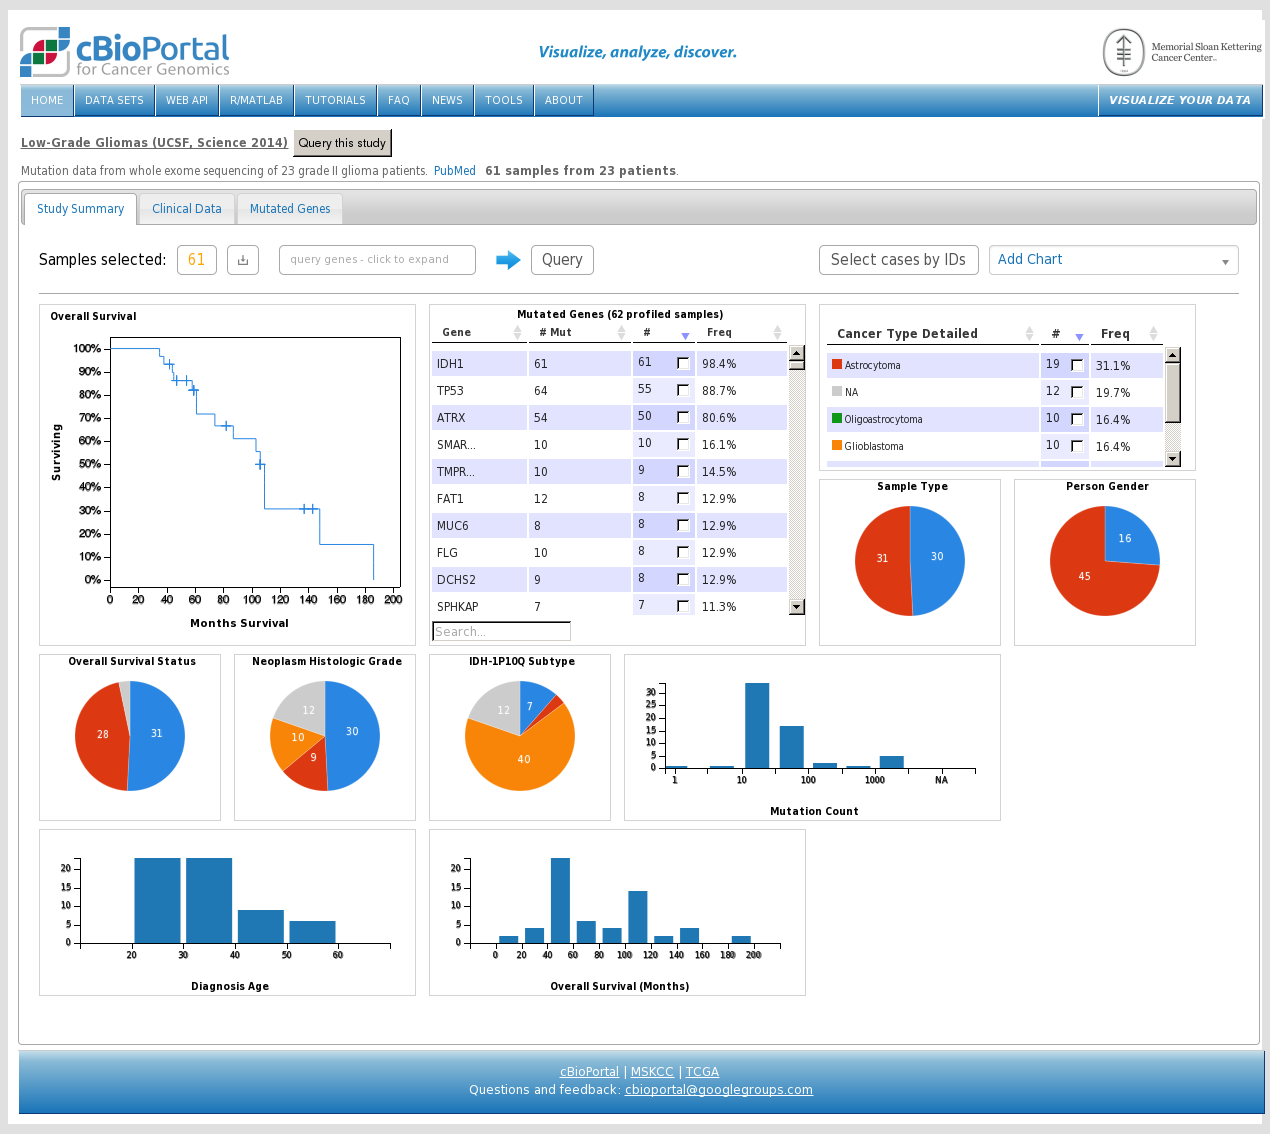 cBioPortal
for Cancer Genomics
Visualize, analyze, discover.
Memorial Sloan Kettering
Cancer Center
HOME DATA SETS WEB API R/MATLAB TUTORIALS FAQ NEWS TOOLS ABOUT VISUALIZE YOUR DATA
Low-Grade Gliomas (UCSF, Science 2014) Query this study
Mutation data from whole exome sequencing of 23 grade II glioma patients. PubMed 61 samples from 23 patients.
Study Summary Clinical Data Mutated Genes
Samples selected: 61 query genes - click to expand Query Select cases by IDs Add Chart
Overall Survival
100%
90%
80%
70%
60%
50%
40%
30%
20%
10%
0%
Surviving
0 20 40 60 80 100 120 140 160 180 200
Months Survival
Mutated Genes (62 profiled samples)
Gene # Mut # Freq
IDH1 61 61 98.4%
TP53 64 55 88.7%
ATRX 54 50 80.6%
SMAR... 10 10 16.1%
TMPR... 10 9 14.5%
FAT1 12 8 12.9%
MUC6 8 8 12.9%
FLG 10 8 12.9%
DCHS2 9 8 12.9%
SPHKAP 7 7 11.3%
Search...
Cancer Type Detailed # Freq
Astrocytoma 19 31.1%
NA 12 19.7%
Oligoastrocytoma 10 16.4%
Glioblastoma 10 16.4%
Sample Type
31 30
Person Gender
16
45
Overall Survival Status
28 31
Neoplasm Histologic Grade
12
30
10
9
IDH-1P10Q Subtype
12 7
40
30
25
20
15
10
5
0
1 10 100 1000 NA
Mutation Count
20
15
10
5
0
20 30 40 50 60
Diagnosis Age
20
15
10
5
0
0 20 40 60 80 100 120 140 160 180 200
Overall Survival (Months)
cBioPortal | MSKCC | TCGA
Questions and feedback: cbioportal@googlegroups.com